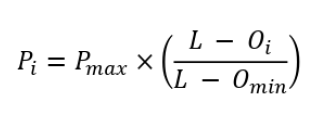 P_i = P_max × ( (L − O_i) / (L − O_min) )